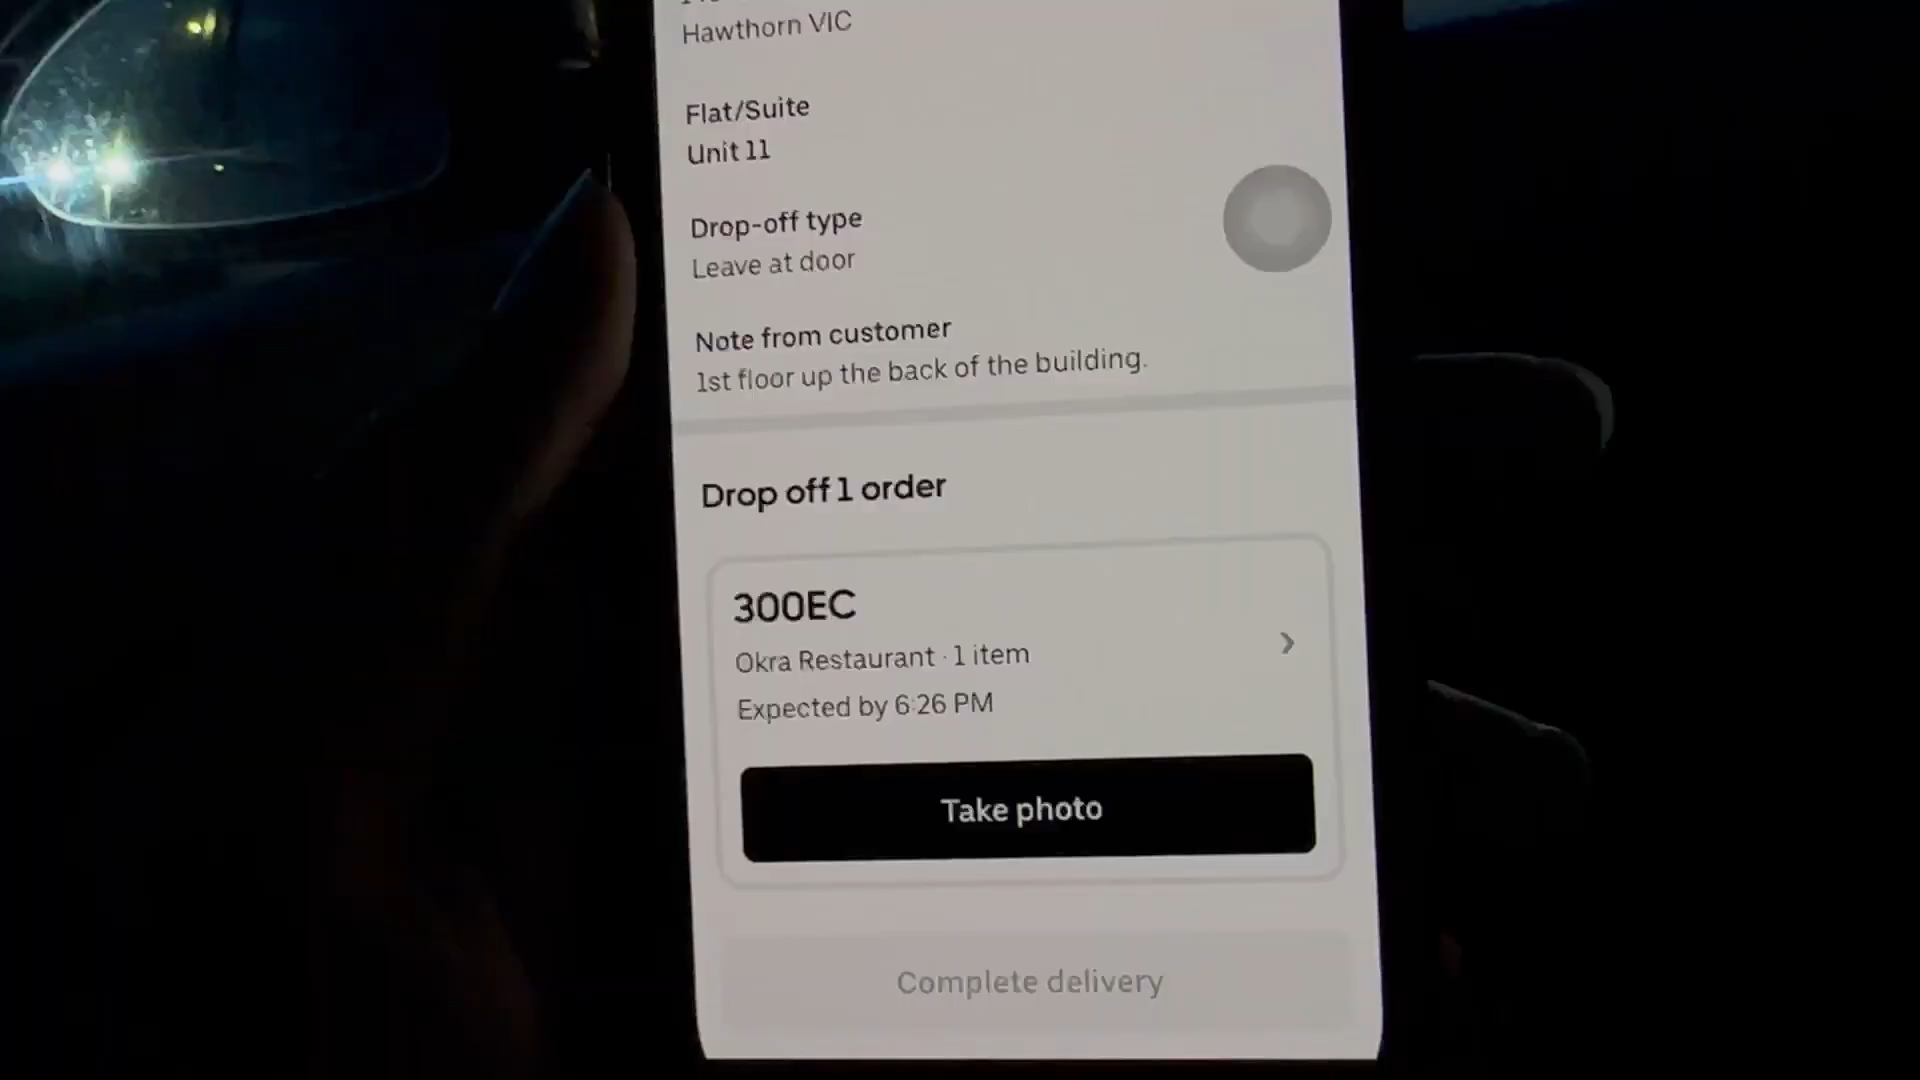 Hawthorn VIC
Flat/Suite
Unit 11
Drop-off type
Leave at door
Note from customer
1st floor up the back of the building.
Drop off 1 order
300EC
Okra Restaurant · 1 item
Expected by 6:26 PM
Take photo
Complete delivery